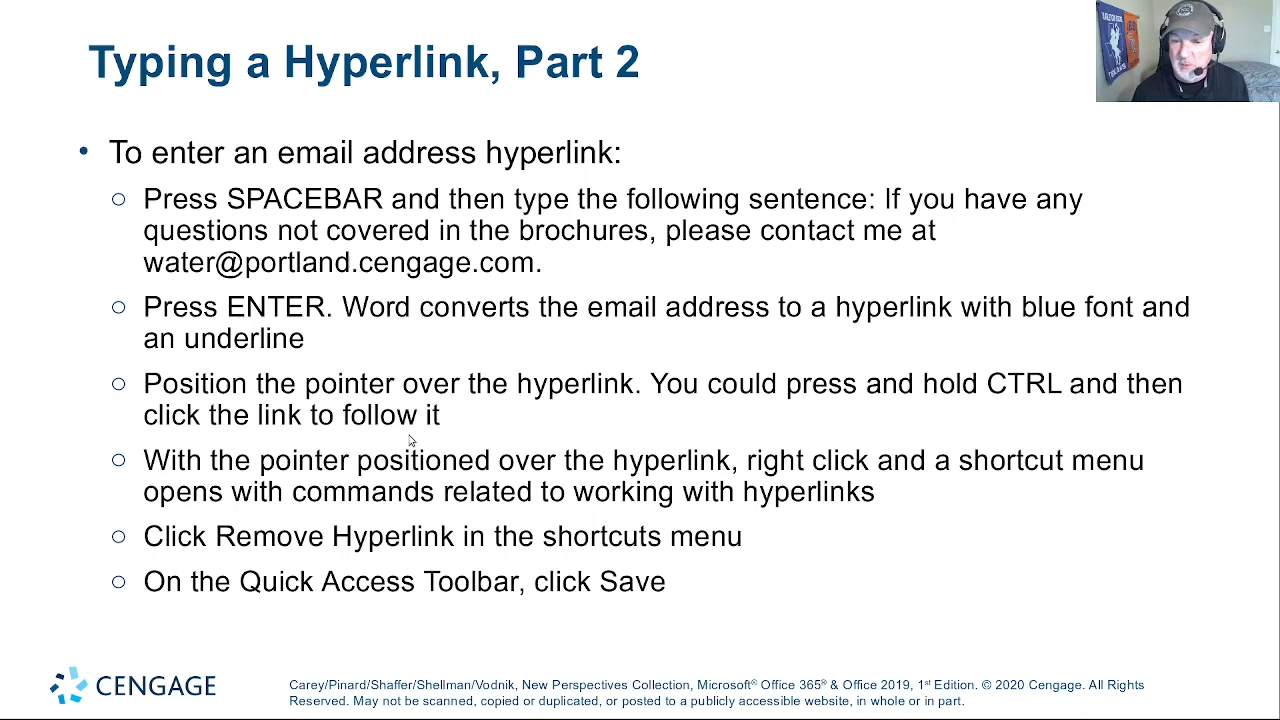 Typing a Hyperlink, Part 2
• To enter an email address hyperlink:
○ Press SPACEBAR and then type the following sentence: If you have any
questions not covered in the brochures, please contact me at
water@portland.cengage.com.
○ Press ENTER. Word converts the email address to a hyperlink with blue font and
an underline
○ Position the pointer over the hyperlink. You could press and hold CTRL and then
click the link to follow it
○ With the pointer positioned over the hyperlink, right click and a shortcut menu
opens with commands related to working with hyperlinks
○ Click Remove Hyperlink in the shortcuts menu
○ On the Quick Access Toolbar, click Save
CENGAGE
Carey/Pinard/Shaffer/Shellman/Vodnik, New Perspectives Collection, Microsoft® Office 365® & Office 2019, 1st Edition. © 2020 Cengage. All Rights
Reserved. May not be scanned, copied or duplicated, or posted to a publicly accessible website, in whole or in part.